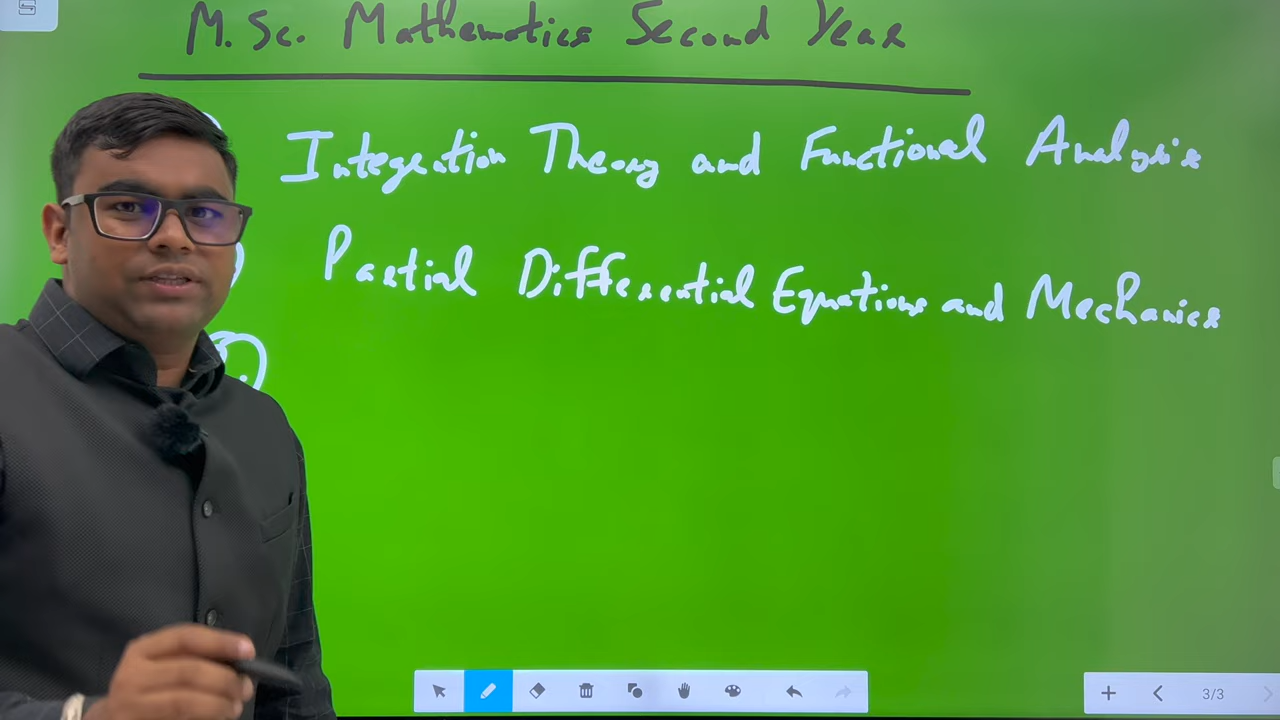 M.Sc. Mathematics Second Year
Integration Theory and Functional Analysis
Partial Differential Equations and Mechanics
3/3